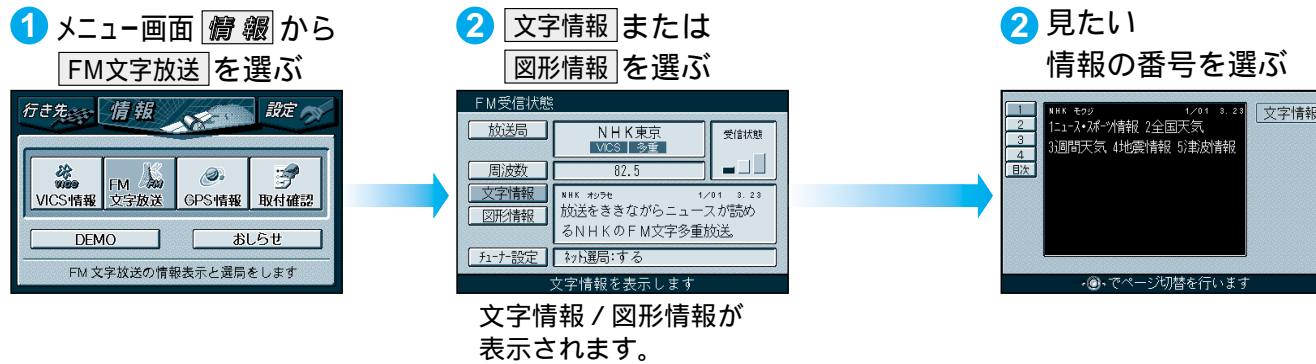 1 メニュー画面 情報 から
FM文字放送 を選ぶ
行き先 情報 設定
VICS情報 FM文字放送 GPS情報 取付確認
DEMO おしらせ
FM 文字放送の情報表示と選局をします
2 文字情報 または
図形情報 を選ぶ
FM受信状態
放送局 NHK東京 受信状態
VICS 多重
周波数 82.5
文字情報 NHK オシラセ 1/01 3.23
放送をききながらニュースが読め
図形情報 るNHKのFM文字多重放送。
チューナー設定 ネット選局:する
文字情報を表示します
文字情報 / 図形情報が
表示されます。
2 見たい
情報の番号を選ぶ
1 NHK モクジ 1/01 3.23 文字情報
2 1ニュース・スポーツ情報 2全国天気
3 3週間天気 4地震情報 5津波情報
4
目次
でページ切替を行います